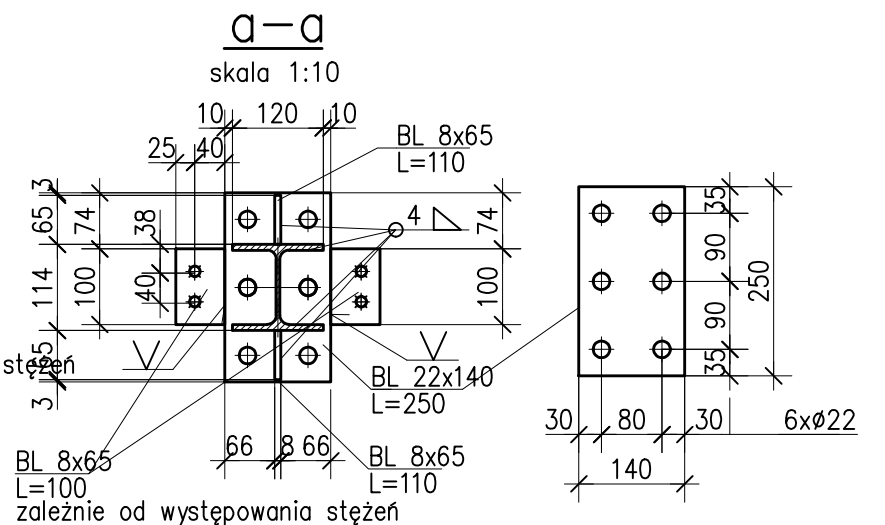 a-a
skala 1:10
10 120 10
25 40
BL 8x65
L=110
3
65
74
38
4
74
35
114
100
40
100
90
250
90
65
stężeń
3
35
BL 22x140
L=250
30 80 30
6xø22
66 8 66
BL 8x65
L=110
140
BL 8x65
L=100
zależnie od występowania stężeń